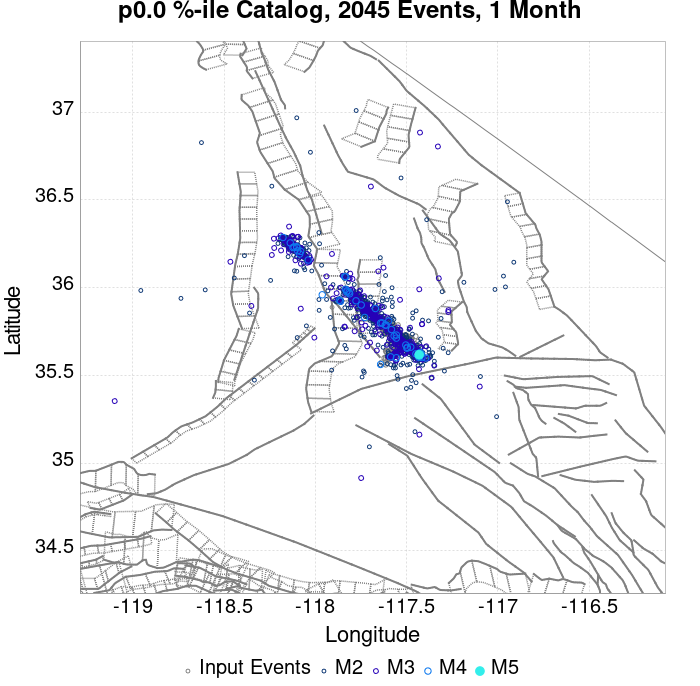 p0.0 %-ile Catalog, 2045 Events, 1 Month
37
36.5
36
35.5
35
34.5
Latitude
-119
-118.5
-118
-117.5
-117
-116.5
Longitude
Input Events
M2
M3
M4
M5